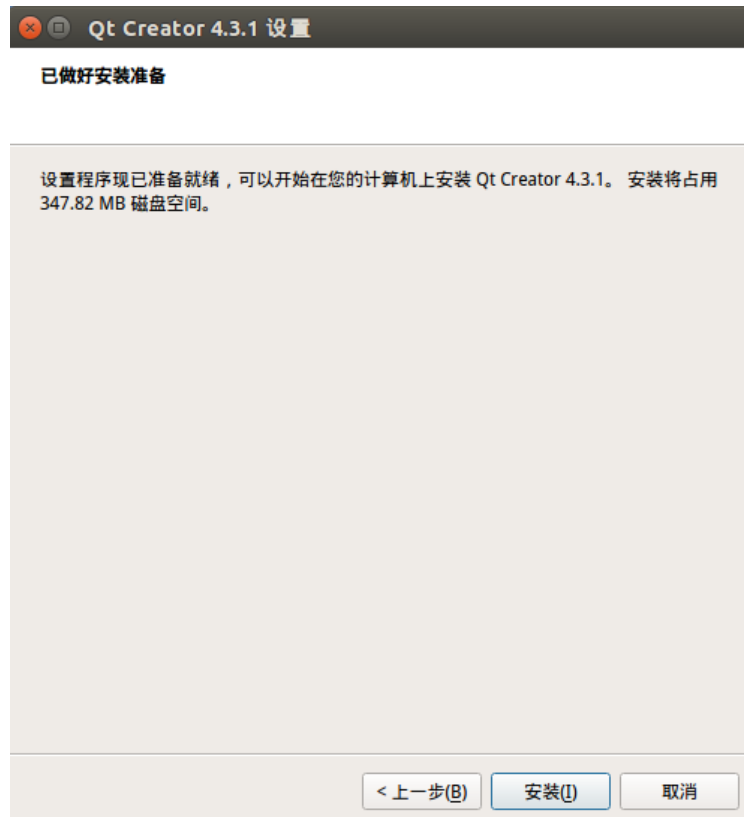 Qt Creator 4.3.1 设置
已做好安装准备
设置程序现已准备就绪，可以开始在您的计算机上安装 Qt Creator 4.3.1。 安装将占用
347.82 MB 磁盘空间。
< 上一步(B) 安装(I) 取消